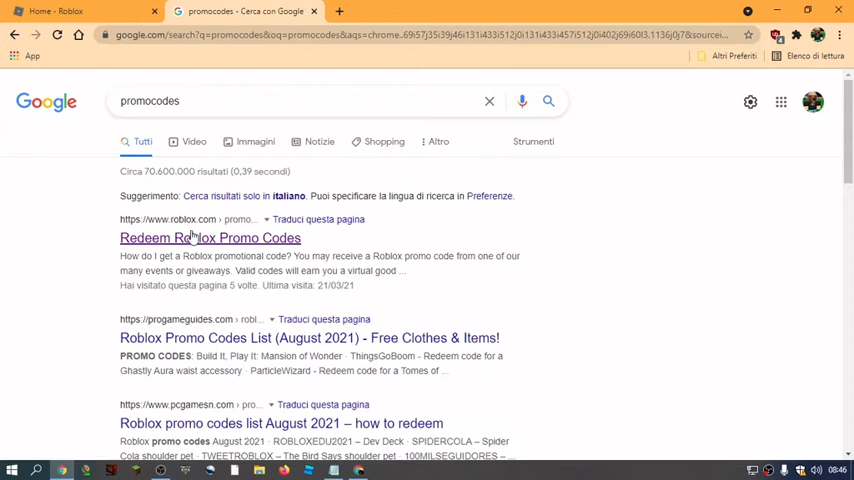 Home - Roblox
promocodes - Cerca con Google
google.com/search?q=promocodes&oq=promocodes&aqs=chrome..69i57j35i39j46i131i433i512j0i131i433i457i512j0i402j69i60l3.1136j0j7&sourcei...
App
Altri Preferiti
Elenco di lettura
Google
promocodes
Tutti
Video
Immagini
Notizie
Shopping
Altro
Strumenti
Circa 70.600.000 risultati (0,39 secondi)
Suggerimento: Cerca risultati solo in italiano. Puoi specificare la lingua di ricerca in Preferenze.
https://www.roblox.com › promo... Traduci questa pagina
Redeem Roblox Promo Codes
How do I get a Roblox promotional code? You may receive a Roblox promo code from one of our
many events or giveaways. Valid codes will earn you a virtual good ...
Hai visitato questa pagina 5 volte. Ultima visita: 21/03/21
https://progameguides.com › robl... Traduci questa pagina
Roblox Promo Codes List (August 2021) - Free Clothes & Items!
PROMO CODES: Build It, Play It: Mansion of Wonder · ThingsGoBoom - Redeem code for a
Ghastly Aura waist accessory · ParticleWizard - Redeem code for a Tomes of ...
https://www.pcgamesn.com › pro... Traduci questa pagina
Roblox promo codes list August 2021 – how to redeem
Roblox promo codes August 2021 · ROBLOXEDU2021 – Dev Deck · SPIDERCOLA – Spider
Cola shoulder pet · TWEETROBLOX – The Bird Says · 100MILSEGUIDORES –
08:46